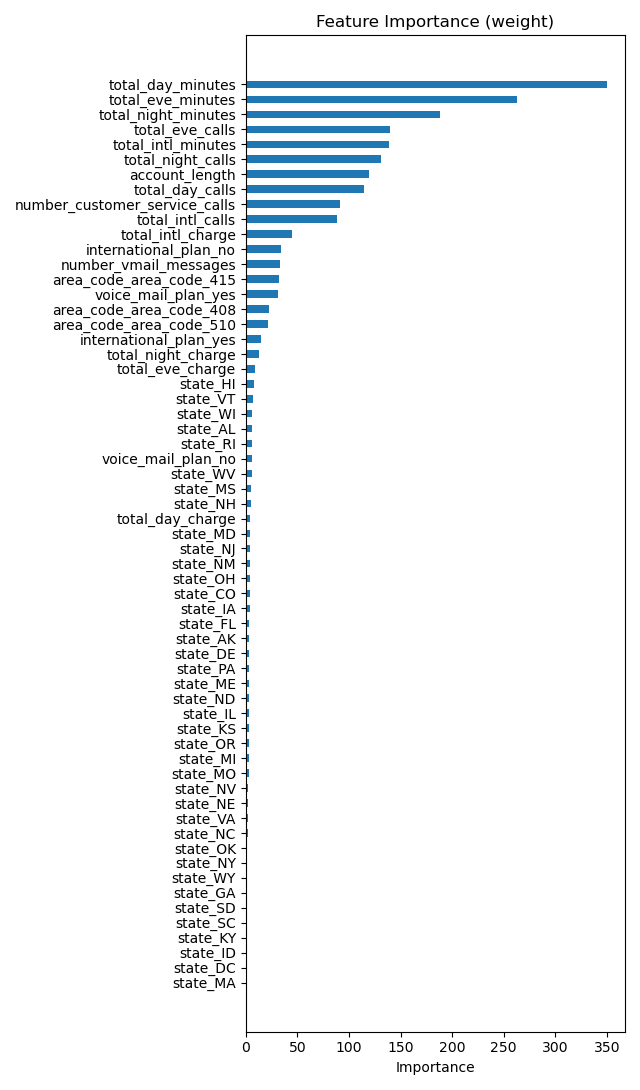 Feature Importance (weight)
total_day_minutes
total_eve_minutes
total_night_minutes
total_eve_calls
total_intl_minutes
total_night_calls
account_length
total_day_calls
number_customer_service_calls
total_intl_calls
total_intl_charge
international_plan_no
number_vmail_messages
area_code_area_code_415
voice_mail_plan_yes
area_code_area_code_408
area_code_area_code_510
international_plan_yes
total_night_charge
total_eve_charge
state_HI
state_VT
state_WI
state_AL
state_RI
voice_mail_plan_no
state_WV
state_MS
state_NH
total_day_charge
state_MD
state_NJ
state_NM
state_OH
state_CO
state_IA
state_FL
state_AK
state_DE
state_PA
state_ME
state_ND
state_IL
state_KS
state_OR
state_MI
state_MO
state_NV
state_NE
state_VA
state_NC
state_OK
state_NY
state_WY
state_GA
state_SD
state_SC
state_KY
state_ID
state_DC
state_MA
0 50 100 150 200 250 300 350
Importance